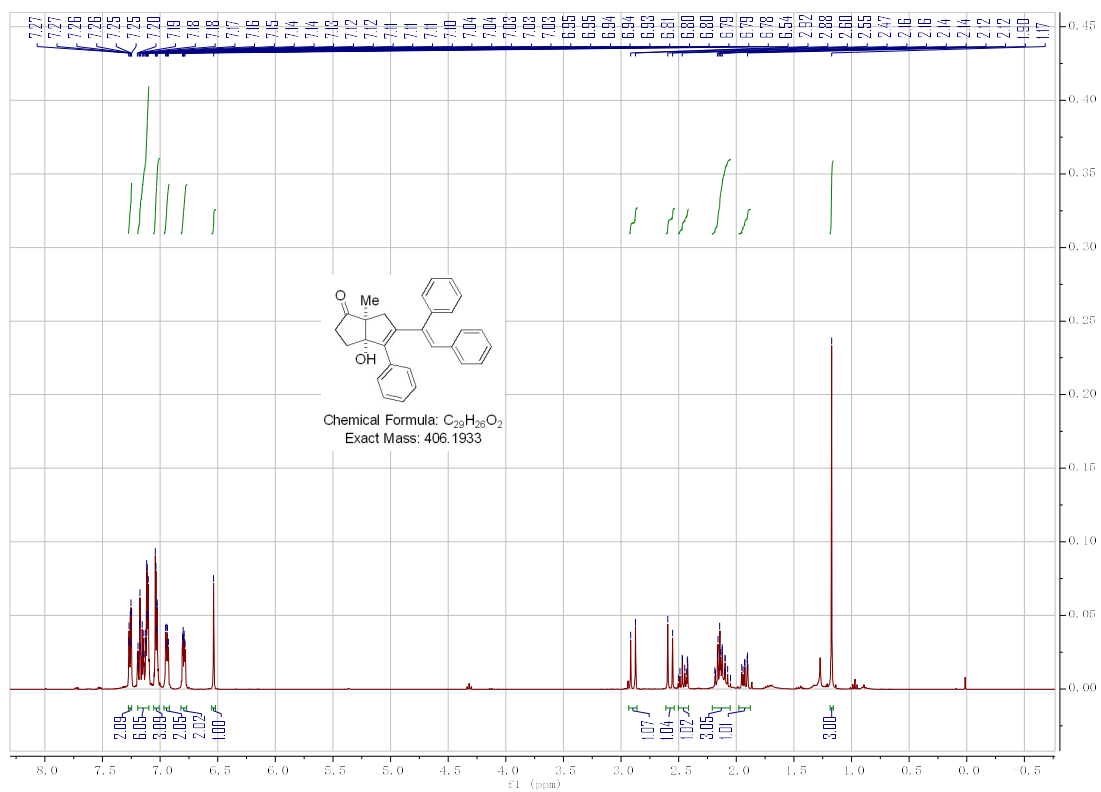 7.27 7.27 7.26 7.26 7.25 7.25 7.20 7.19 7.18 7.18 7.17 7.16 7.15 7.14 7.14 7.13 7.12 7.12 7.11 7.11 7.11 7.10 7.04 7.04 7.03 7.03 7.03 6.95 6.95 6.94 6.94 6.93 6.81 6.80 6.80 6.79 6.79 6.78 6.54 2.92 2.88 2.60 2.55 2.47 2.16 2.16 2.14 2.14 2.12 2.12 1.90 1.17
0.45
0.40
0.35
0.30
0.25
0.20
0.15
0.10
0.05
0.00
O
Me
OH
Chemical Formula: C29H26O2
Exact Mass: 406.1933
2.09 6.05 3.09 2.05 2.02 1.00 1.07 1.04 1.02 3.05 1.01 3.00
8.0 7.5 7.0 6.5 6.0 5.5 5.0 4.5 4.0 3.5 3.0 2.5 2.0 1.5 1.0 0.5 0.0 -0.5
f1 (ppm)